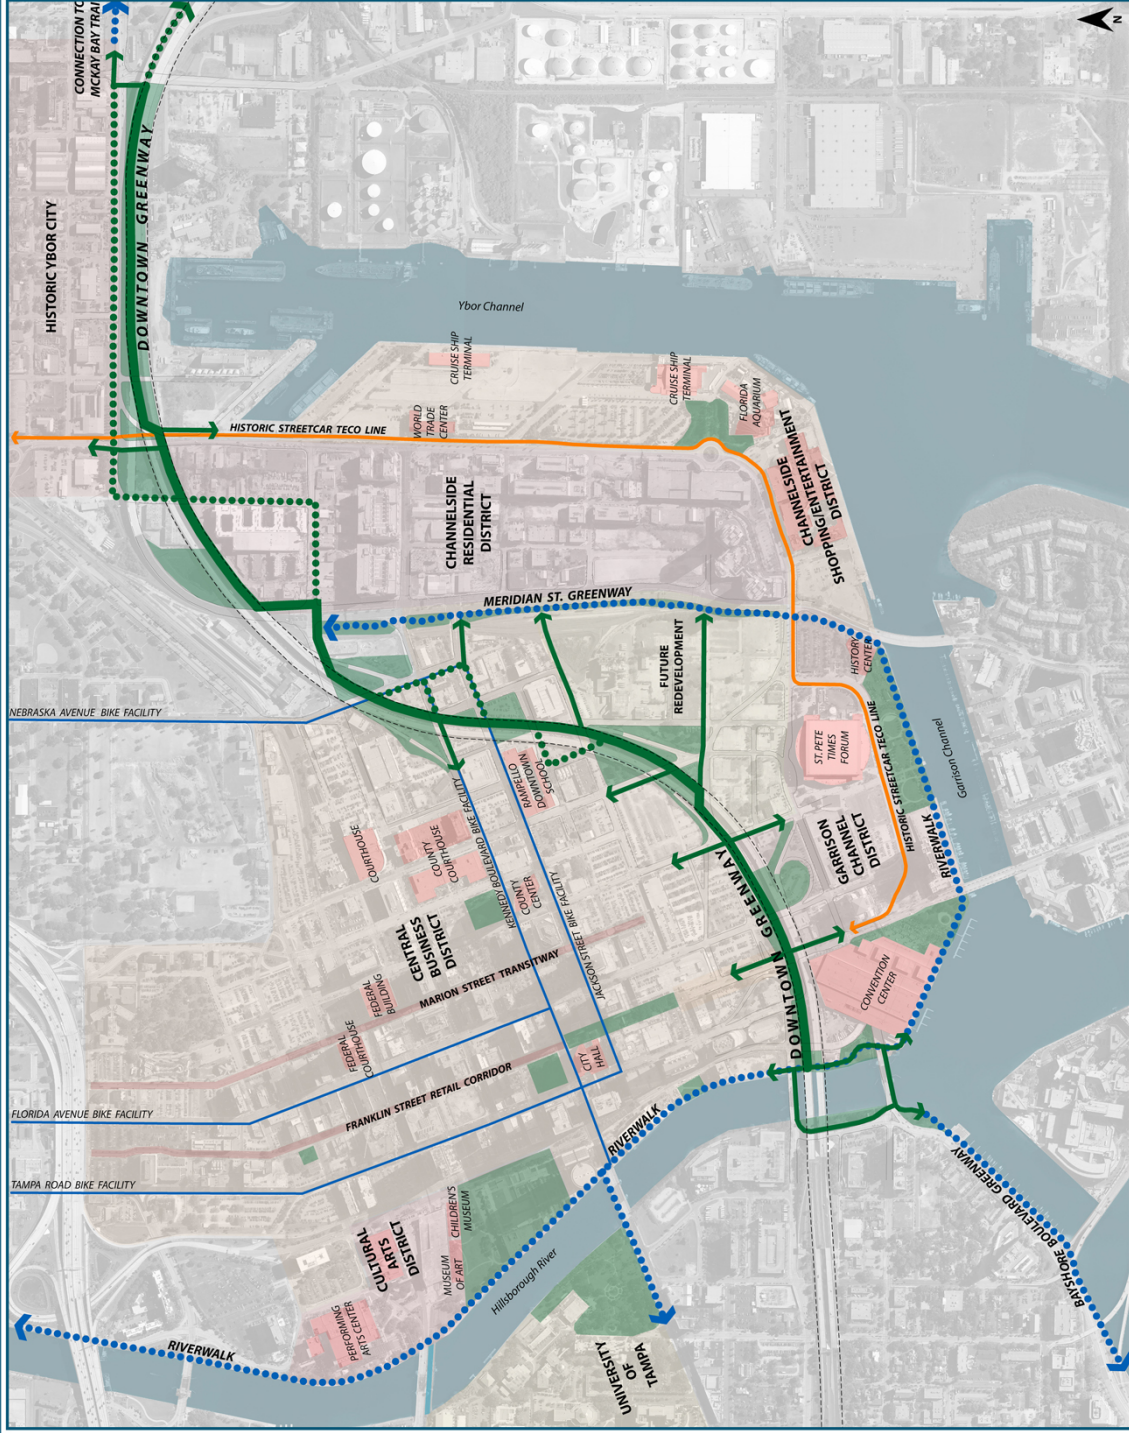 CONNECTION TO
MCKAY BAY TRAI
N
DOWNTOWN GREENWAY
HISTORIC YBOR CITY
Ybor Channel
CRUISE SHIP
TERMINAL
CRUISE SHIP
TERMINAL
FLORIDA
AQUARIUM
WORLD
TRADE
CENTER
HISTORIC STREETCAR TECO LINE
CHANNELSIDE
SHOPPING/ENTERTAINMENT
DISTRICT
CHANNELSIDE
RESIDENTIAL
DISTRICT
MERIDIAN ST. GREENWAY
FUTURE
REDEVELOPMENT
HISTORY
CENTER
NEBRASKA AVENUE BIKE FACILITY
ST. PETE
TIMES
FORUM
HISTORIC STREETCAR TECO LINE
Garrison Channel
RAMPELLO
DOWNTOWN
SCHOOL
KENNEDY BOULEVARD BIKE FACILITY
COURTHOUSE
COUNTY
COURTHOUSE
COUNTY
CENTER
JACKSON STREET BIKE FACILITY
GARRISON
CHANNEL
DISTRICT
RIVERWALK
DOWNTOWN GREENWAY
CENTRAL
BUSINESS
DISTRICT
MARION STREET TRANSITWAY
FEDERAL
BUILDING
CONVENTION
CENTER
FEDERAL
COURTHOUSE
CITY
HALL
FRANKLIN STREET RETAIL CORRIDOR
FLORIDA AVENUE BIKE FACILITY
RIVERWALK
TAMPA ROAD BIKE FACILITY
CHILDREN'S
MUSEUM
MUSEUM
OF ART
CULTURAL
ARTS
DISTRICT
Hillsborough River
BAYSHORE BOULEVARD GREENWAY
PERFORMING
ARTS CENTER
RIVERWALK
UNIVERSITY
OF
TAMPA